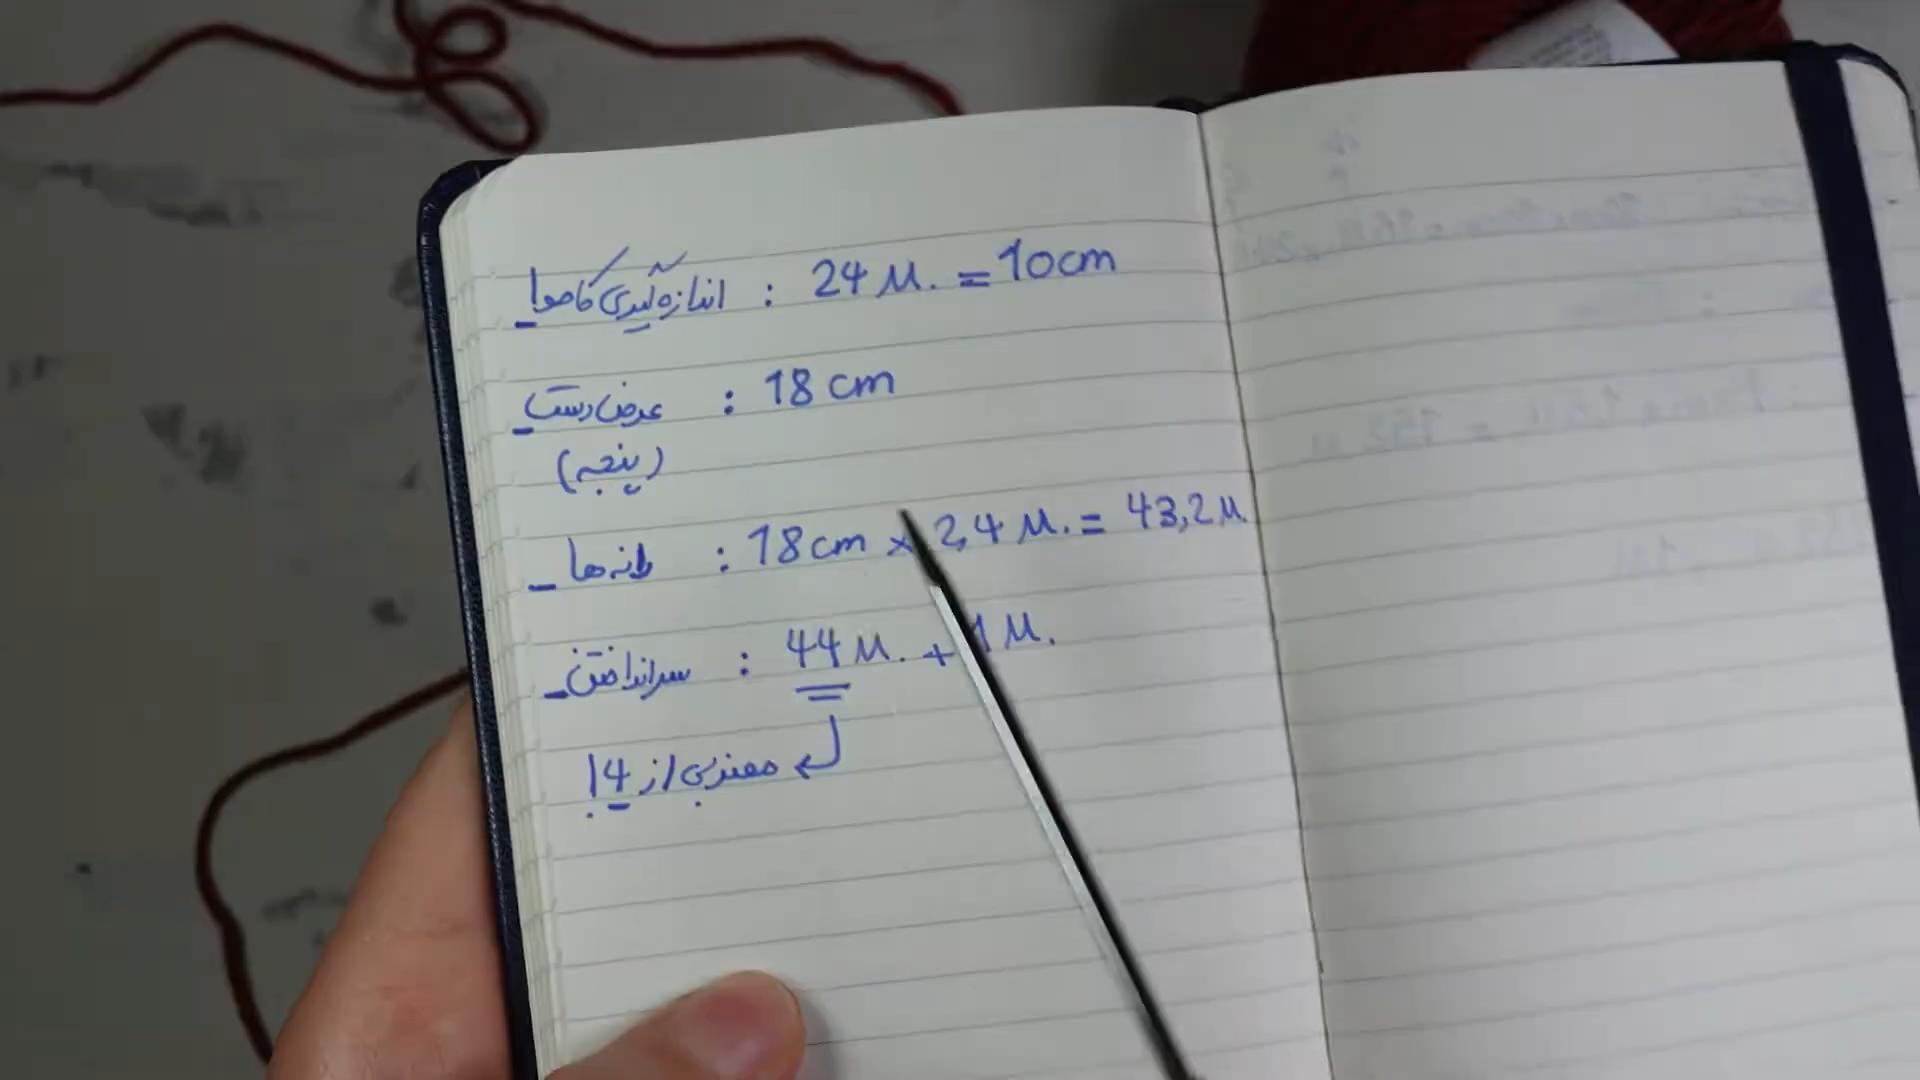 اندازه‌گیری کاموا : 24 M. = 10cm
عرض دست : 18 cm
(پنجه)
دانه ها : 18cm × 2,4 M. = 43,2 M.
سرانداختن : 44 M. + 1 M.
مضربی از 4!